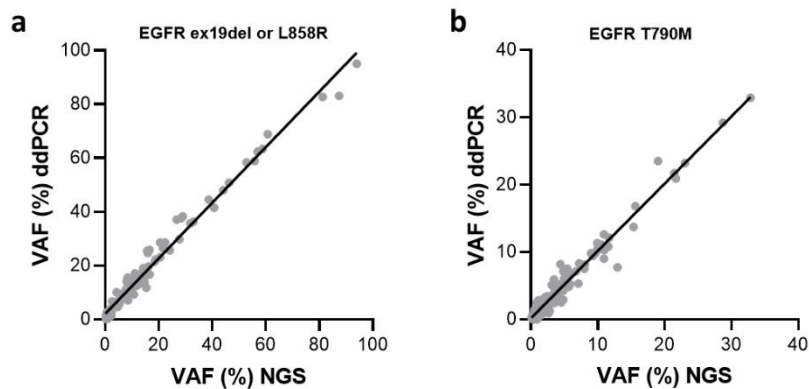 a
EGFR ex19del or L858R
100
80
60
40
20
0
0 20 40 60 80 100
VAF (%) ddPCR
VAF (%) NGS
b
EGFR T790M
40
30
20
10
0
0 10 20 30 40
VAF (%) ddPCR
VAF (%) NGS